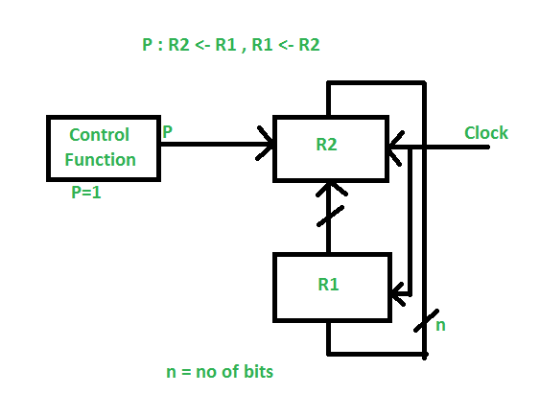 P : R2 <- R1 , R1 <- R2
Control
Function
P
P=1
R2
Clock
R1
n
n = no of bits